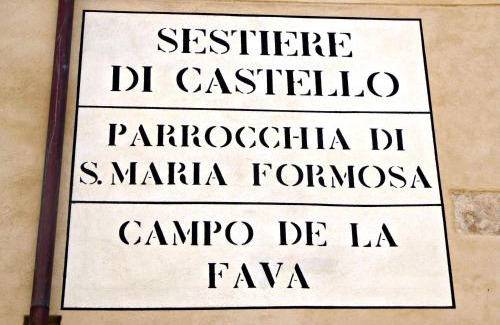 SESTIERE
DI CASTELLO
PARROCCHIA DI
S. MARIA FORMOSA
CAMPO DE LA
FAVA